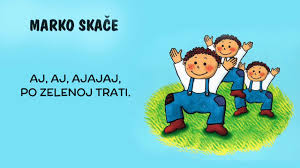 MARKO SKAČE
AJ, AJ, AJAJAJ,
PO ZELENOJ TRATI.